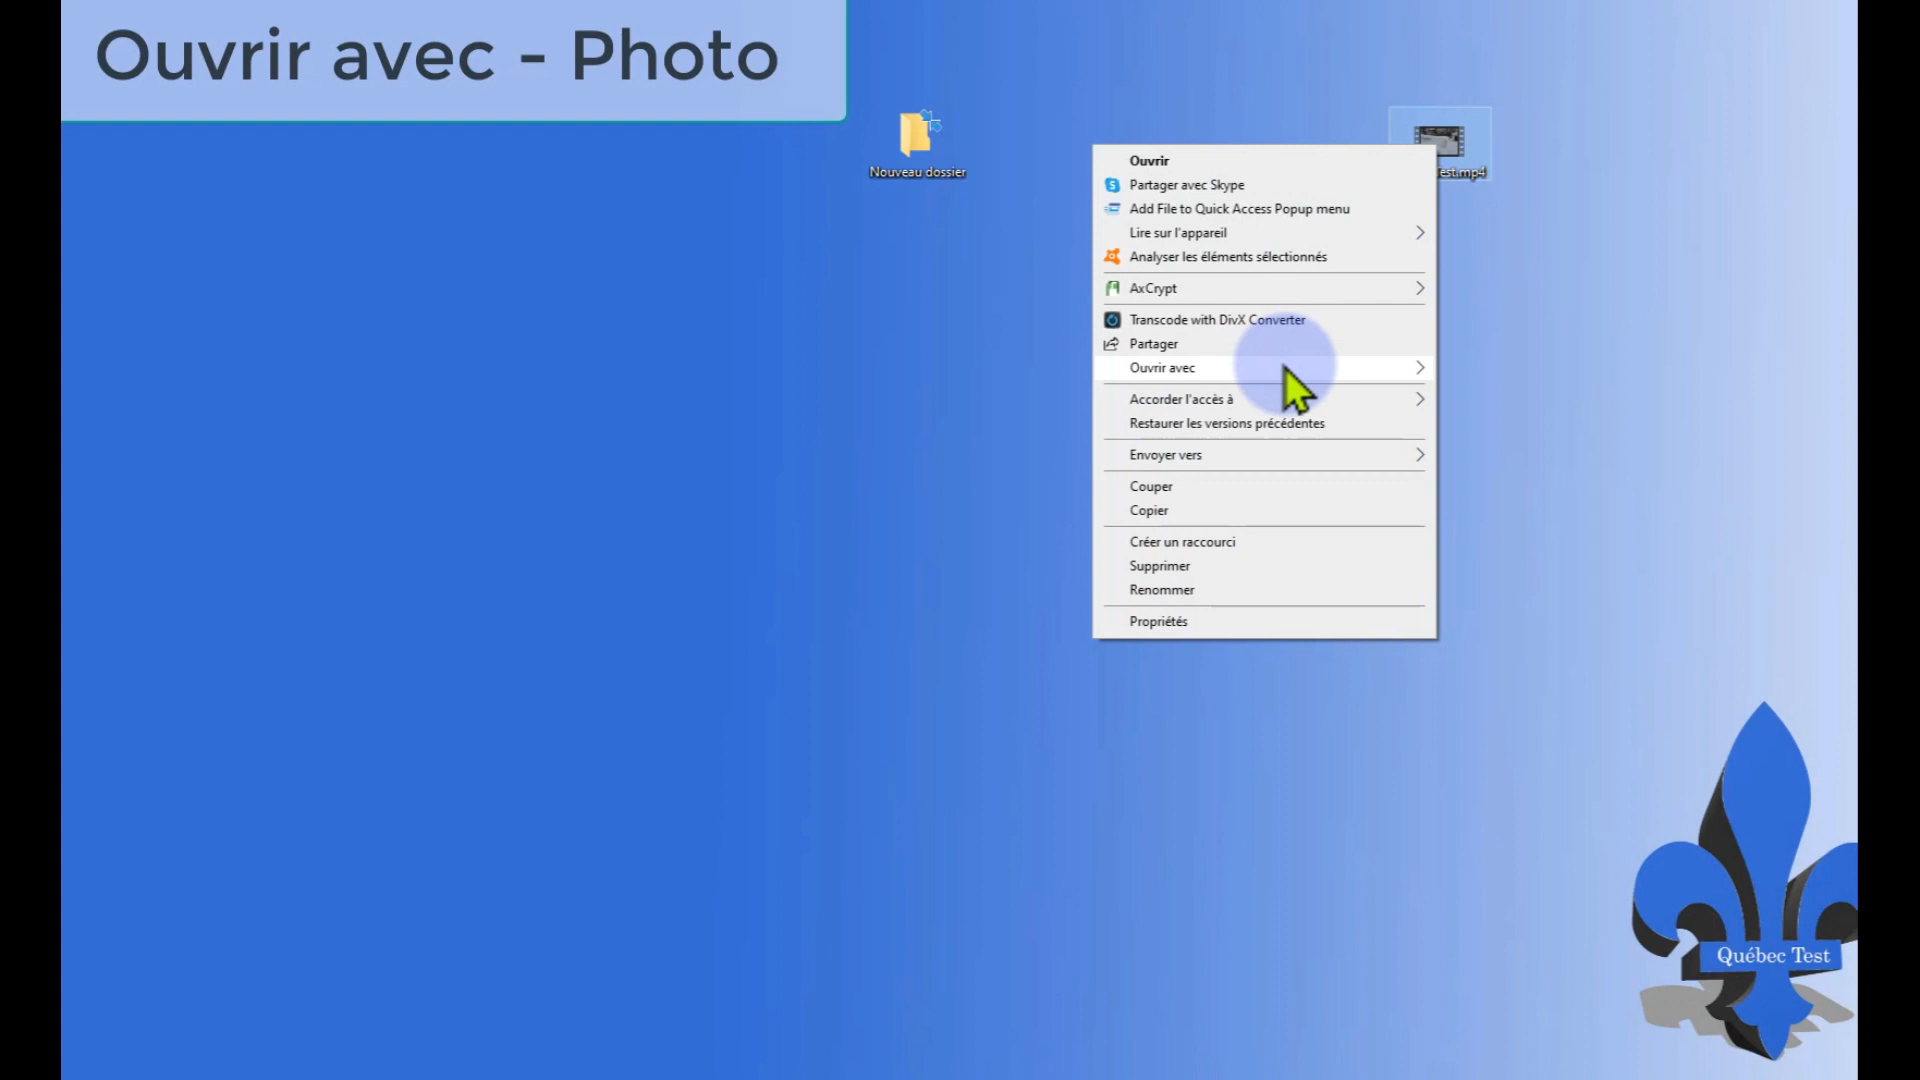 Ouvrir avec - Photo
Nouveau dossier
est.mp4
Ouvrir
Partager avec Skype
Add File to Quick Access Popup menu
Lire sur l'appareil
Analyser les éléments sélectionnés
AxCrypt
Transcode with DivX Converter
Partager
Ouvrir avec
Accorder l'accès à
Restaurer les versions précédentes
Envoyer vers
Couper
Copier
Créer un raccourci
Supprimer
Renommer
Propriétés
Québec Test